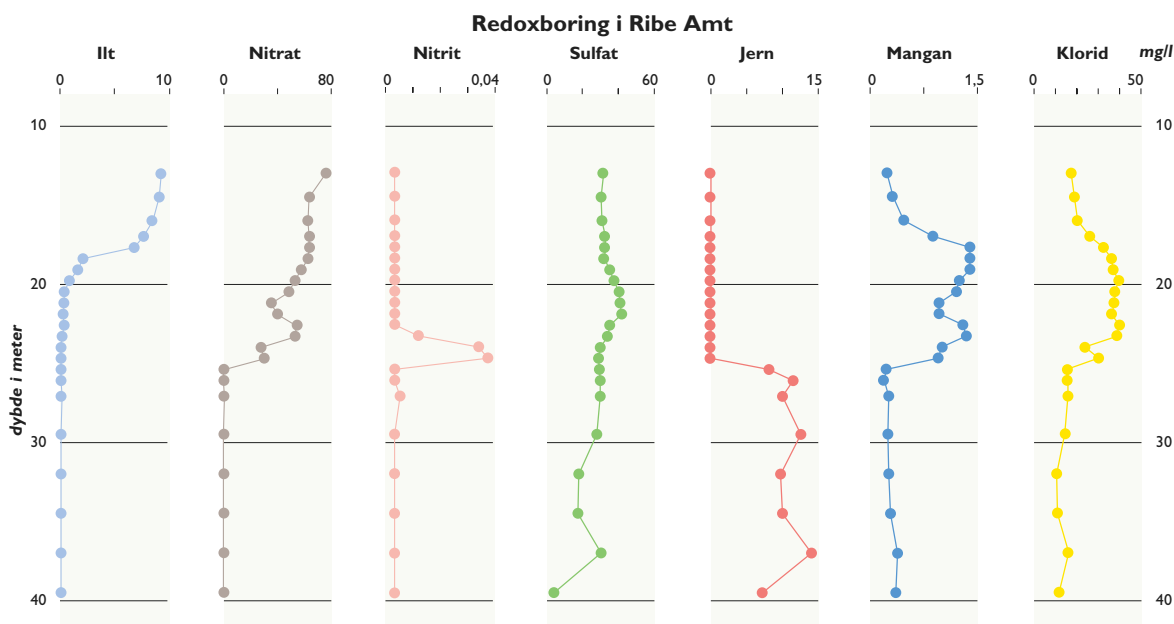 Redoxboring i Ribe Amt
Ilt Nitrat Nitrit Sulfat Jern Mangan Klorid mg/l
0 10 0 80 0 0,04 0 60 0 15 0 1,5 0 50
10 10
20 20
30 30
40 40
dybde i meter